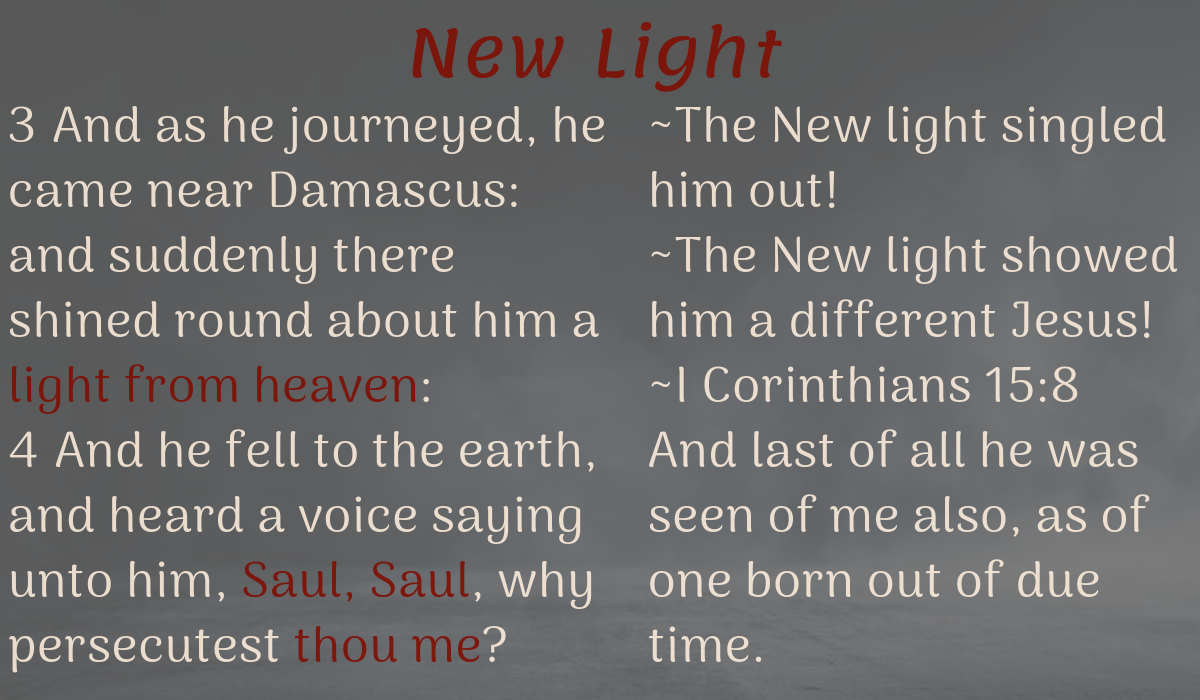 New Light
3 And as he journeyed, he
came near Damascus:
and suddenly there
shined round about him a
light from heaven:
4 And he fell to the earth,
and heard a voice saying
unto him, Saul, Saul, why
persecutest thou me?
~The New light singled
him out!
~The New light showed
him a different Jesus!
~I Corinthians 15:8
And last of all he was
seen of me also, as of
one born out of due
time.